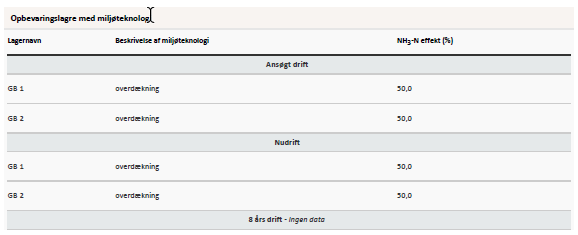 Opbevaringslagre med miljøteknologi
Lagernavn Beskrivelse af miljøteknologi NH3-N effekt (%)
Ansøgt drift
GB 1 overdækning 50,0
GB 2 overdækning 50,0
Nudrift
GB 1 overdækning 50,0
GB 2 overdækning 50,0
8 års drift - Ingen data